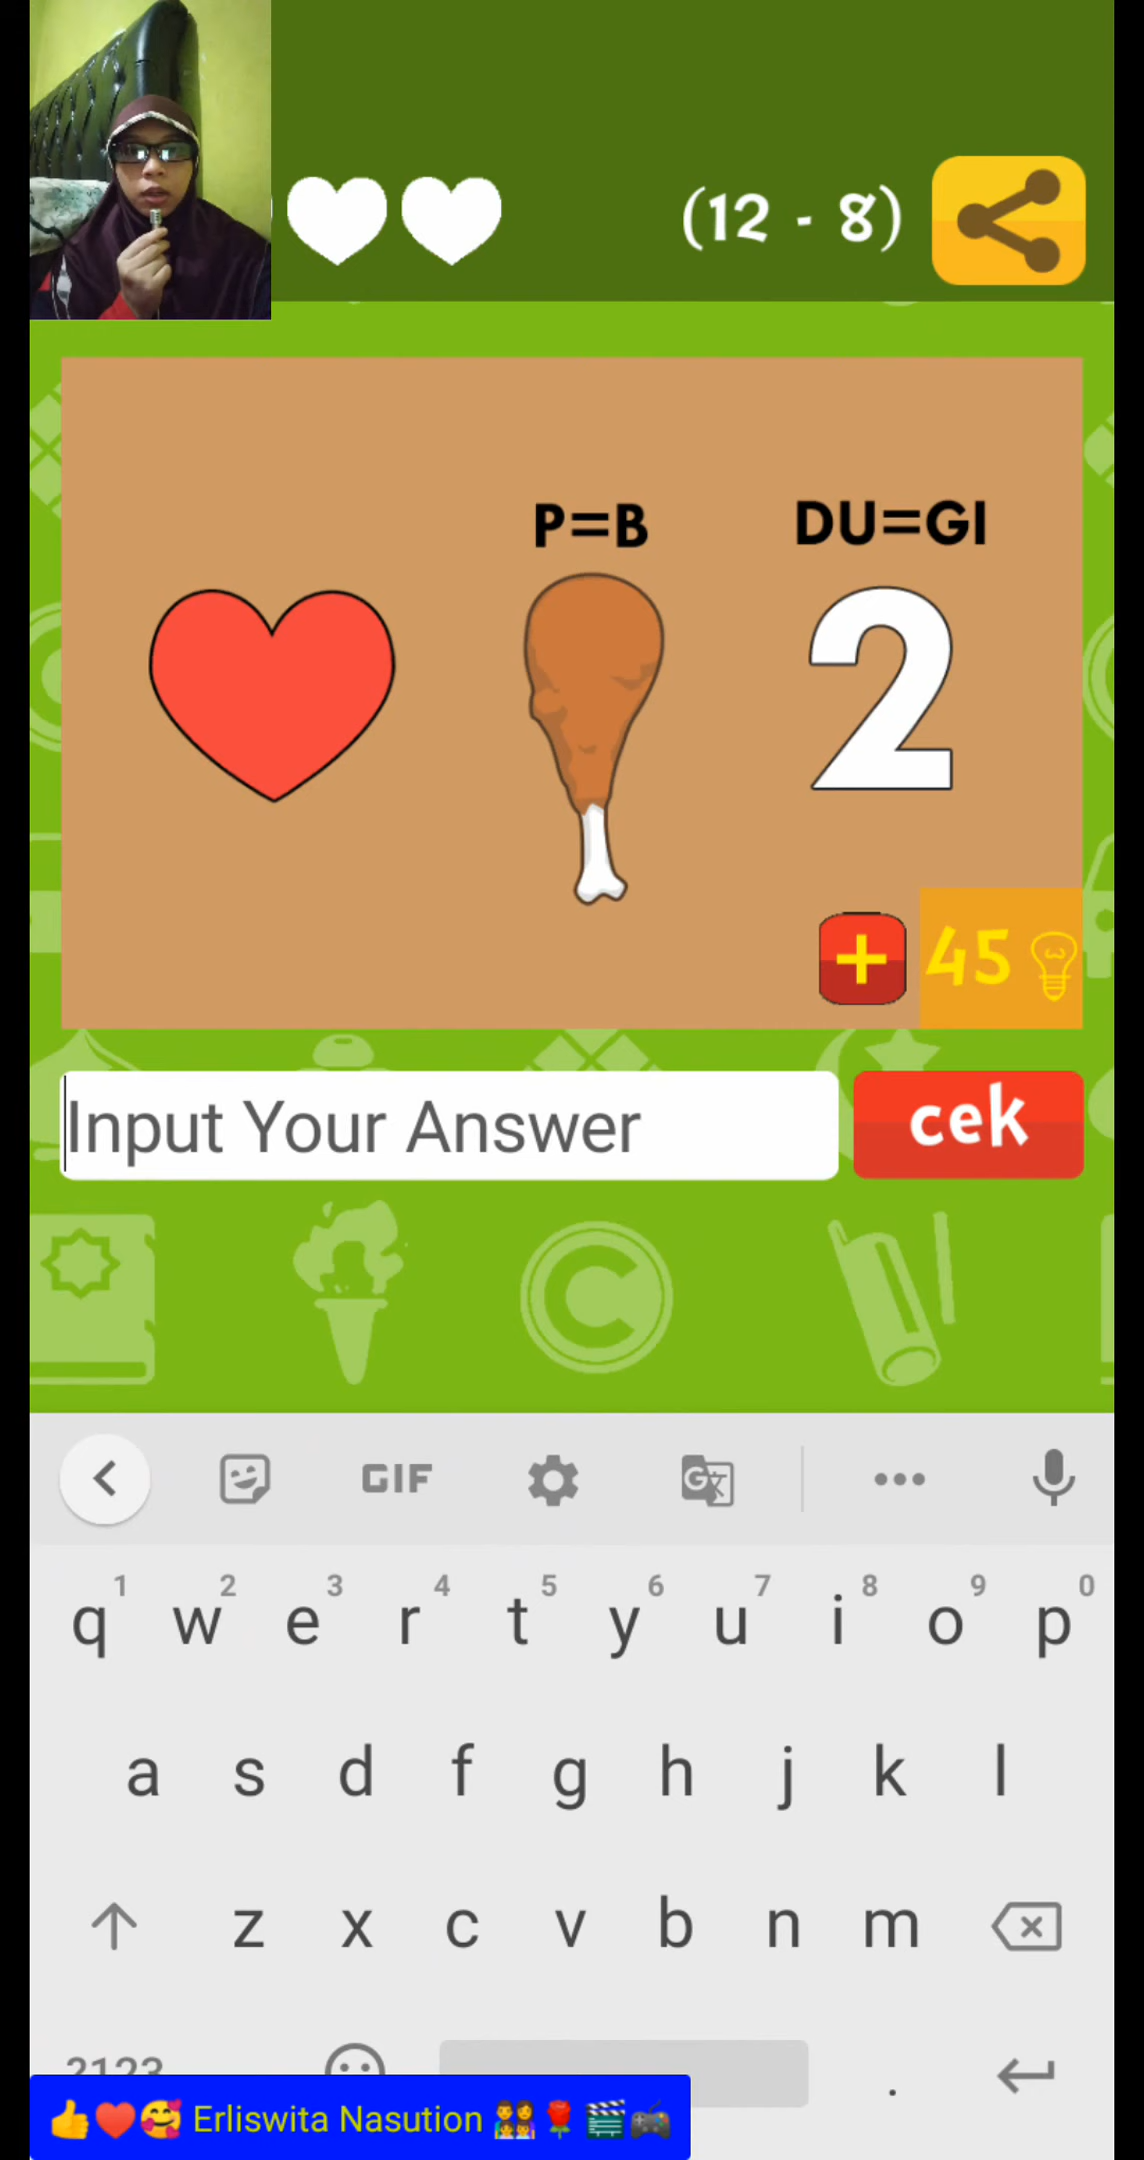 (12 - 8)
P=B
DU=GI
2
+ 45
Input Your Answer
cek
C
GIF
G
1 2 3 4 5 6 7 8 9 0
q w e r t y u i o p
a s d f g h j k l
z x c v b n m
?123 .
👍❤️🥰 Erliswita Nasution 👨‍👩‍👧‍👦🌹🎬🎮